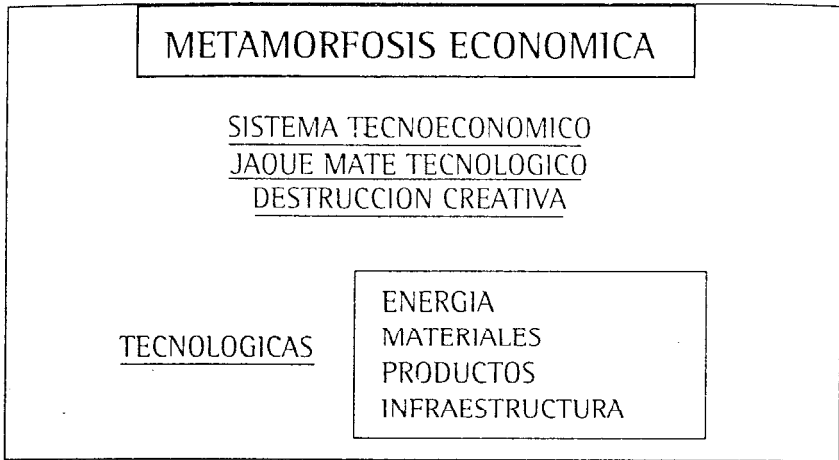 METAMORFOSIS ECONOMICA
SISTEMA TECNOECONOMICO
JAQUE MATE TECNOLOGICO
DESTRUCCION CREATIVA
TECNOLOGICAS
ENERGIA
MATERIALES
PRODUCTOS
INFRAESTRUCTURA